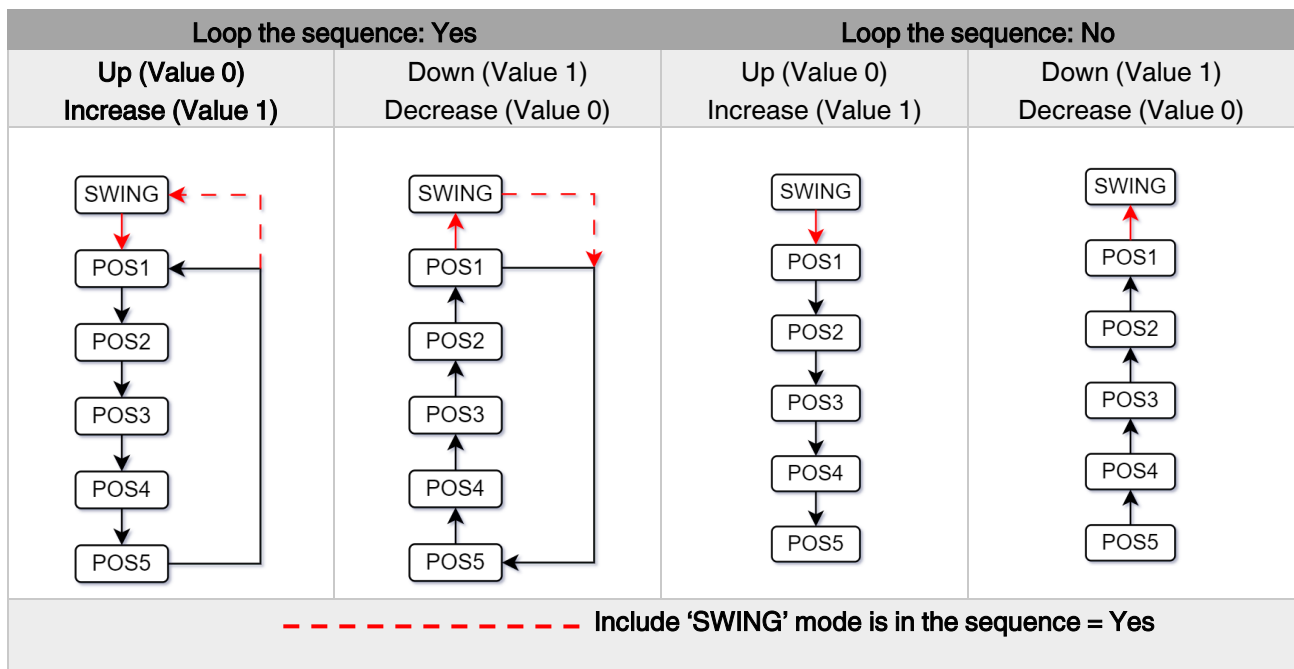 Loop the sequence: Yes
Loop the sequence: No
Up (Value 0)
Increase (Value 1)
Down (Value 1)
Decrease (Value 0)
Up (Value 0)
Increase (Value 1)
Down (Value 1)
Decrease (Value 0)
SWING
POS1
POS2
POS3
POS4
POS5
SWING
POS1
POS2
POS3
POS4
POS5
SWING
POS1
POS2
POS3
POS4
POS5
SWING
POS1
POS2
POS3
POS4
POS5
Include ‘SWING’ mode is in the sequence = Yes